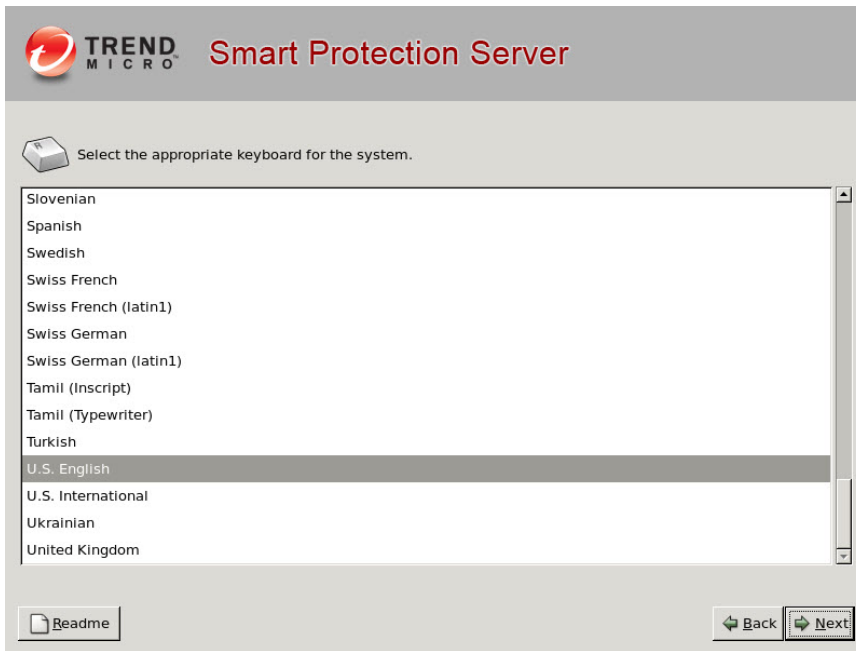 TREND
MICRO™
Smart Protection Server
R
Select the appropriate keyboard for the system.
Slovenian
Spanish
Swedish
Swiss French
Swiss French (latin1)
Swiss German
Swiss German (latin1)
Tamil (Inscript)
Tamil (Typewriter)
Turkish
U.S. English
U.S. International
Ukrainian
United Kingdom
Readme
Back
Next